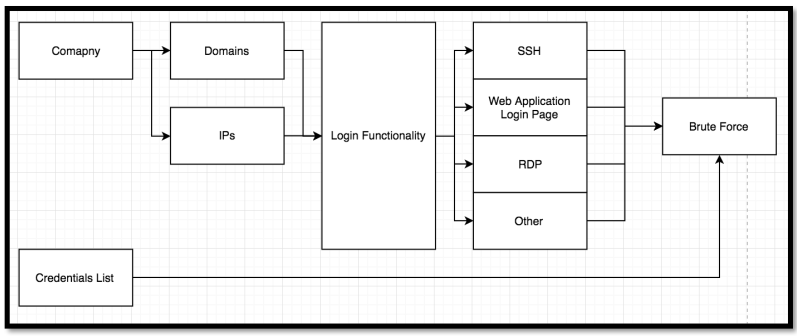 Comapny
Domains
IPs
Login Functionality
SSH
Web Application
Login Page
RDP
Other
Brute Force
Credentials List